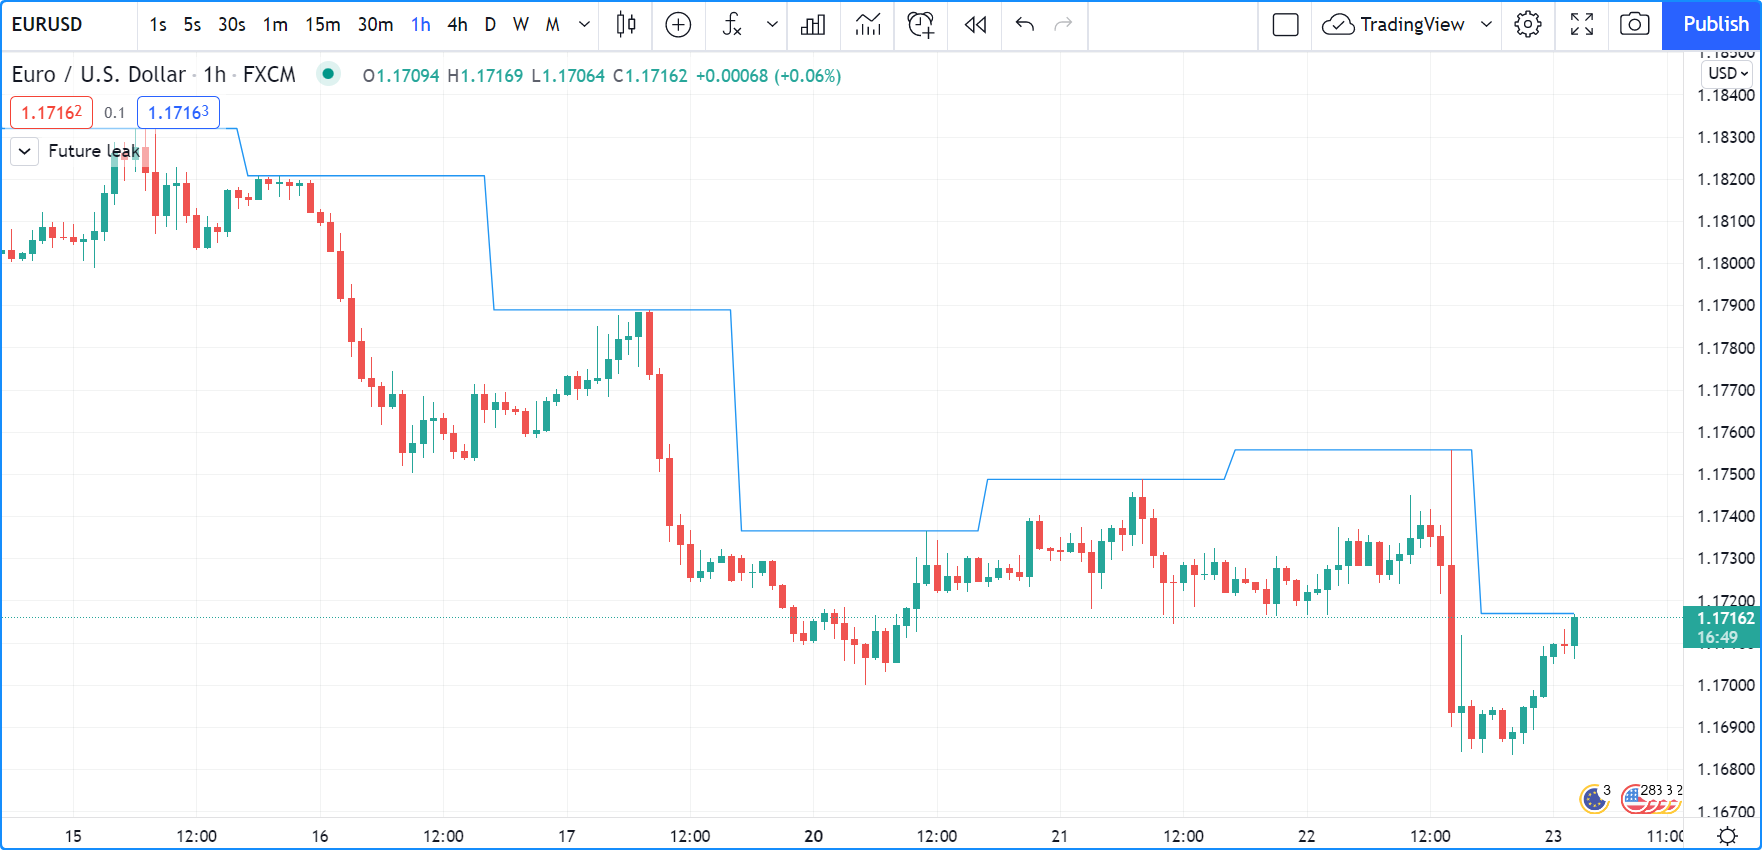 EURUSD 1s 5s 30s 1m 15m 30m 1h 4h D W M TradingView Publish
Euro / U.S. Dollar · 1h · FXCM O1.17094 H1.17169 L1.17064 C1.17162 +0.00068 (+0.06%)
USD
1.17162 0.1 1.17163
Future leak
1.18400
1.18300
1.18200
1.18100
1.18000
1.17900
1.17800
1.17700
1.17600
1.17500
1.17400
1.17300
1.17200
1.17162
16:49
1.17000
1.16900
1.16800
1.16700
3 283 3 2
15 12:00 16 12:00 17 12:00 20 12:00 21 12:00 22 12:00 23 11:00